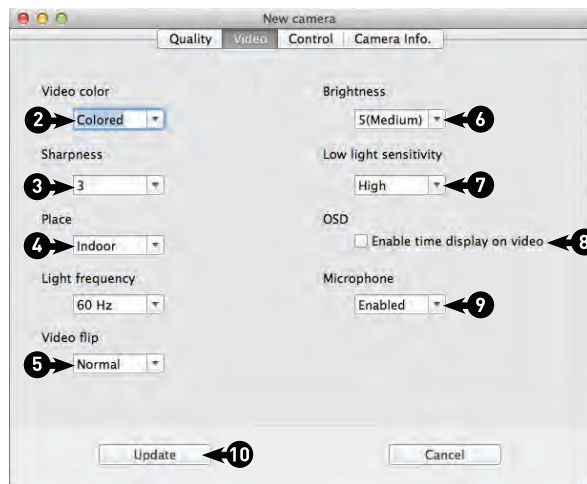 New camera
Quality Video Control Camera Info.
Video color
2 Colored
Sharpness
3 3
Place
4 Indoor
Light frequency
60 Hz
Video flip
5 Normal
Brightness
5(Medium) 6
Low light sensitivity
High 7
OSD
Enable time display on video 8
Microphone
Enabled 9
Update 10
Cancel